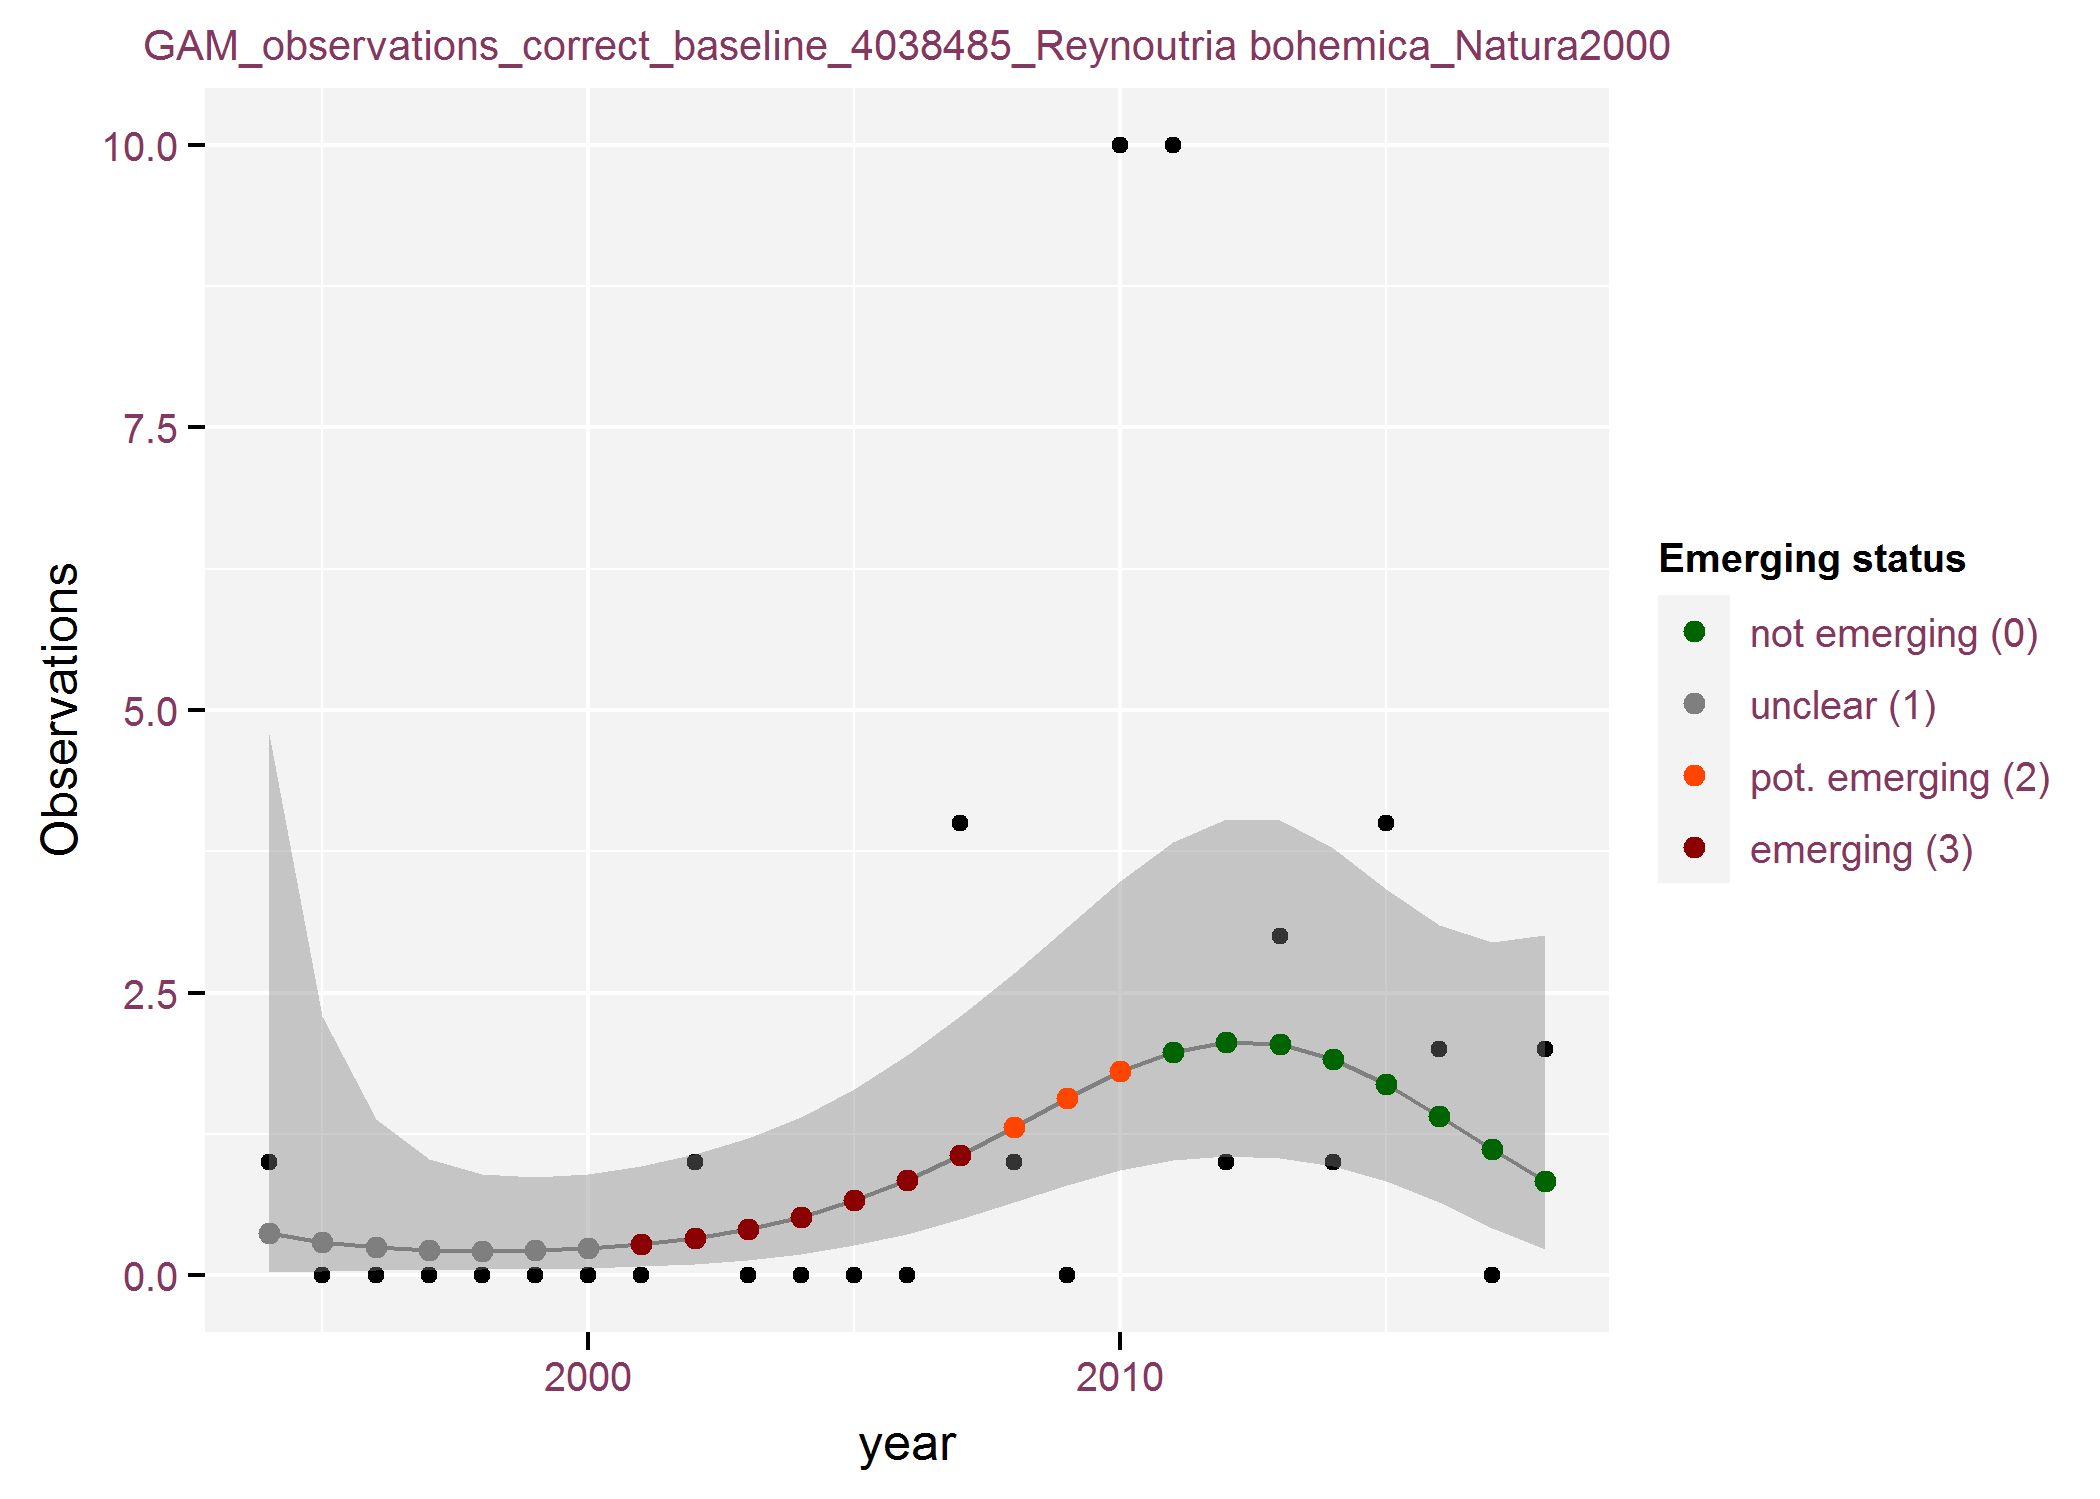 GAM_observations_correct_baseline_4038485_Reynoutria bohemica_Natura2000
10.0
7.5
5.0
2.5
0.0
Observations
2000
2010
year
Emerging status
not emerging (0)
unclear (1)
pot. emerging (2)
emerging (3)